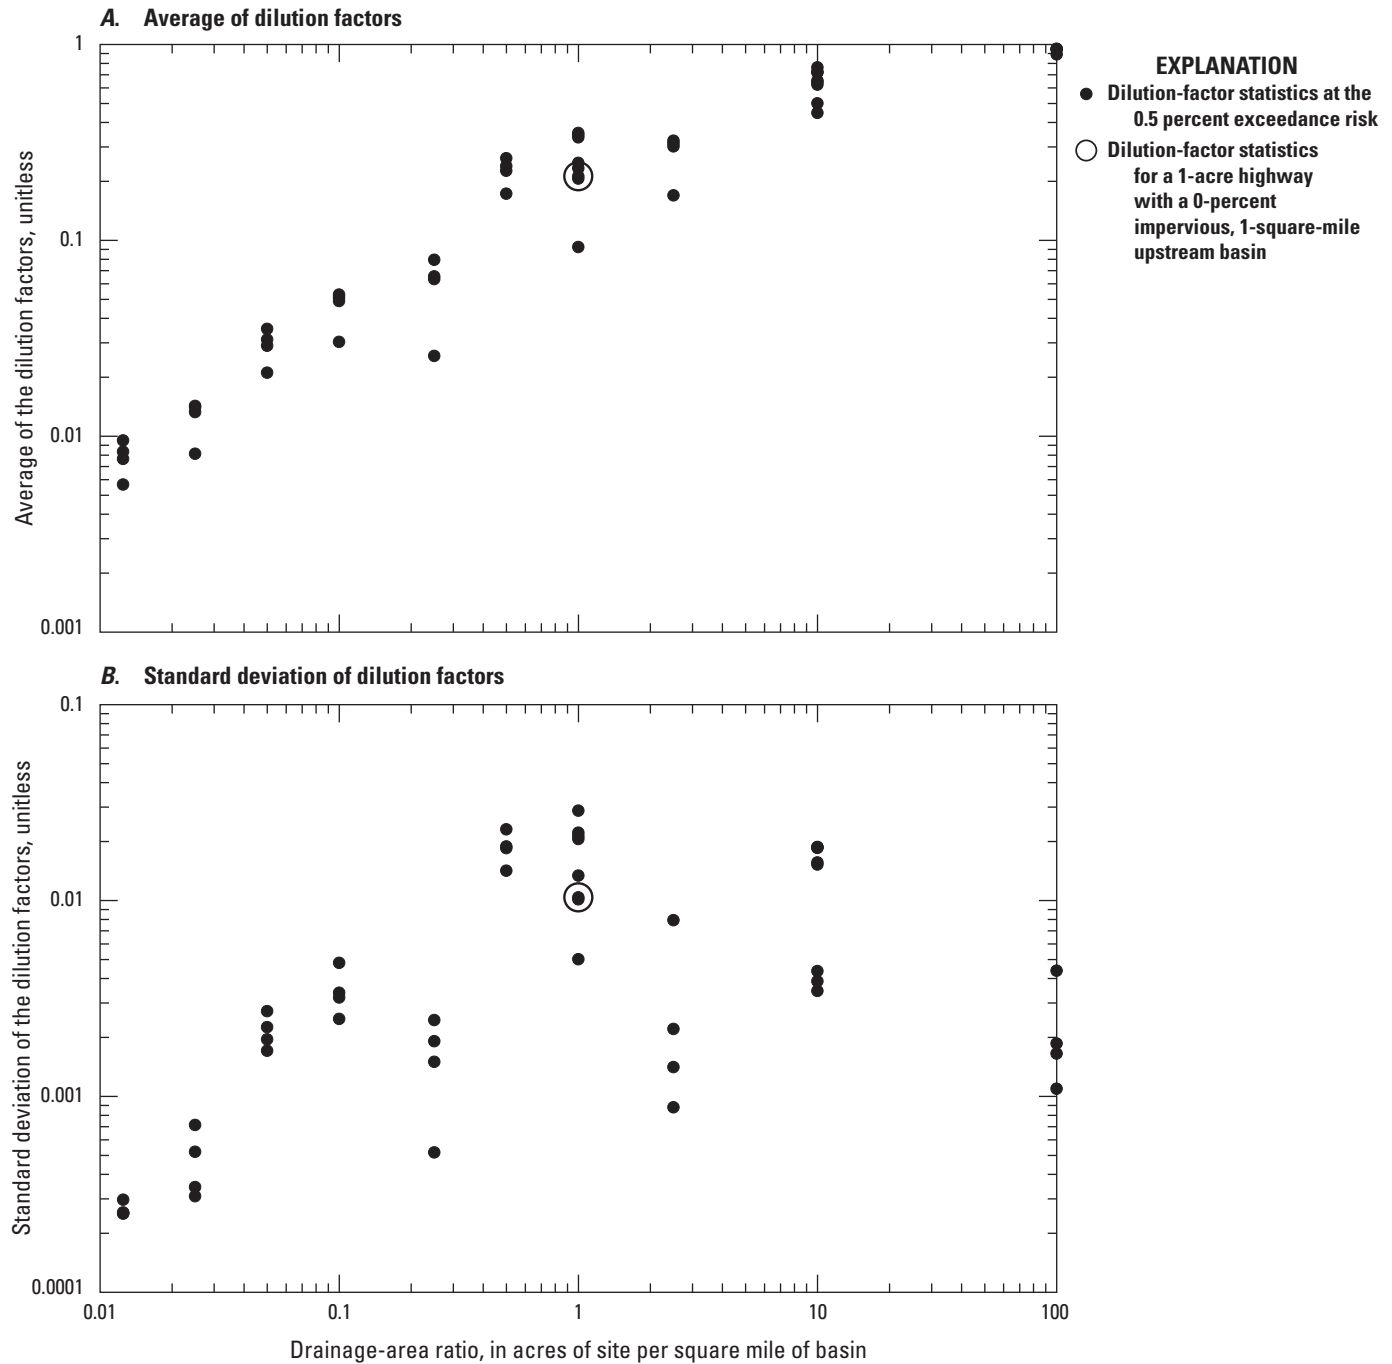 A. Average of dilution factors
1
0.1
0.01
0.001
Average of the dilution factors, unitless
EXPLANATION
Dilution-factor statistics at the
0.5 percent exceedance risk
Dilution-factor statistics
for a 1-acre highway
with a 0-percent
impervious, 1-square-mile
upstream basin
B. Standard deviation of dilution factors
0.1
0.01
0.001
0.0001
Standard deviation of the dilution factors, unitless
0.01 0.1 1 10 100
Drainage-area ratio, in acres of site per square mile of basin